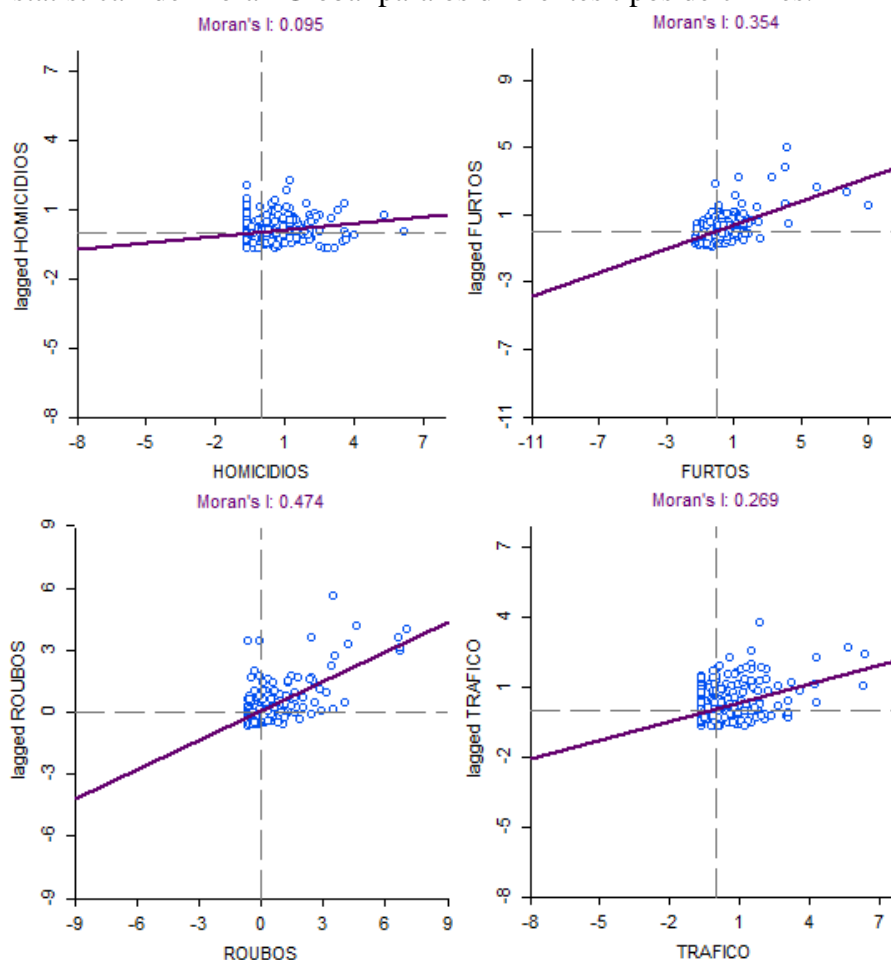 Moran's I: 0.095
7
4
1
-2
-5
-8
lagged HOMICIDIOS
-8 -5 -2 1 4 7
HOMICIDIOS
Moran's I: 0.354
9
5
1
-3
-7
-11
lagged FURTOS
-11 -7 -3 1 5 9
FURTOS
Moran's I: 0.474
9
6
3
0
-3
-6
-9
lagged ROUBOS
-9 -6 -3 0 3 6 9
ROUBOS
Moran's I: 0.269
7
4
1
-2
-5
-8
lagged TRAFICO
-8 -5 -2 1 4 7
TRAFICO